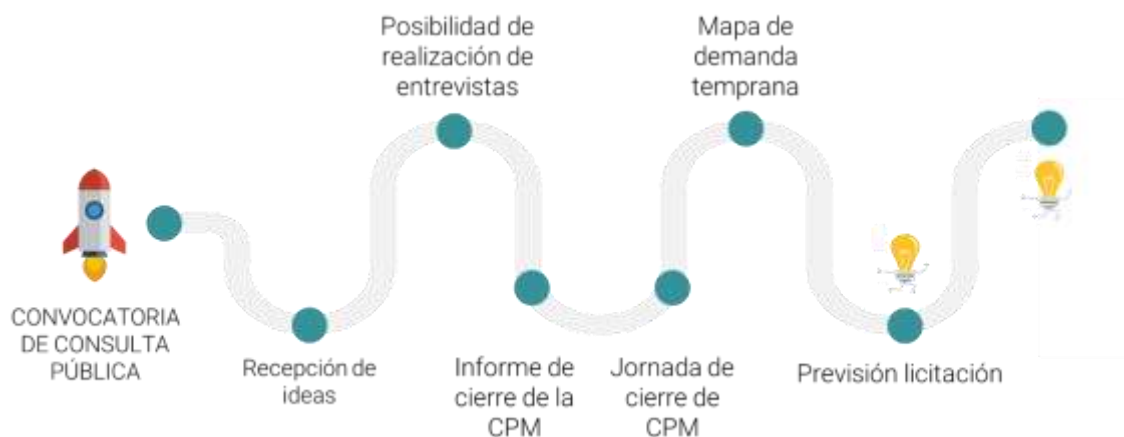 CONVOCATORIA
DE CONSULTA
PÚBLICA
Recepción de
ideas
Posibilidad de
realización de
entrevistas
Informe de
cierre de la
CPM
Jornada de
cierre de
CPM
Mapa de
demanda
temprana
Previsión licitación